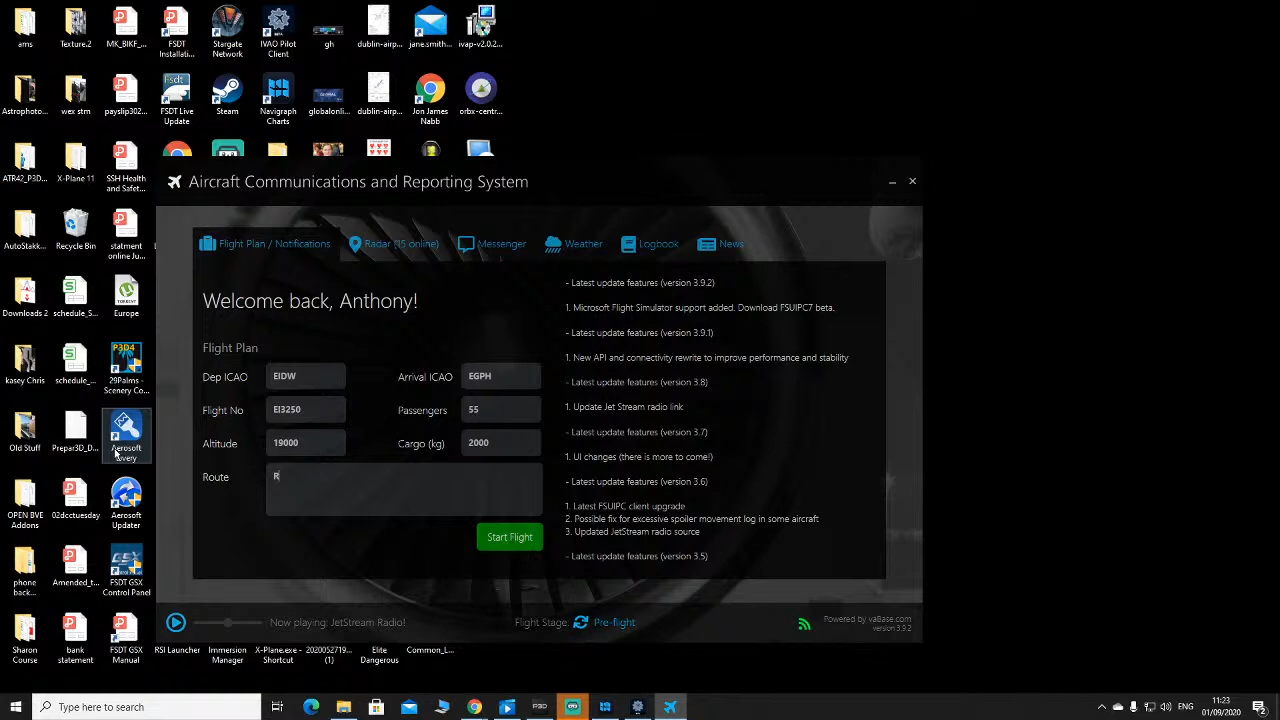 ams
Texture.2
MK_BIKF_...
FSDT
Installati...
Stargate
Network
IVAO Pilot
Client
gh
dublin-airp...
jane.smith...
ivap-v2.0.2...
Astrophoto...
wex stm
payslip302...
FSDT Live
Update
Steam
Navigraph
Charts
globalonli...
dublin-airp...
Jon James
Nabb
orbx-centr...
ATR42_P3D...
X-Plane 11
SSH Health
and Safet...
AutoStakk...
Recycle Bin
statment
online Ju...
Downloads 2
schedule_S...
Europe
kasey Chris
schedule_...
29Palms -
Scenery Co...
Old Stuff
Prepar3D_D...
Aerosoft
Livery
OPEN BVE
Addons
02dcctuesday
Aerosoft
Updater
phone
back...
Amended_t...
FSDT GSX
Control Panel
Sharon
Course
bank
statement
FSDT GSX
Manual
RSI Launcher
Immersion
Manager
X-Plane.exe -
Shortcut
2020052719...
(1)
Elite
Dangerous
Common_L...
Aircraft Communications and Reporting System
Flight Plan / Notifications
Radar (15 online)
Messenger
Weather
Logbook
News
Welcome back, Anthony!
Flight Plan
Dep ICAO EIDW Arrival ICAO EGPH
Flight No EI3250 Passengers 55
Altitude 19000 Cargo (kg) 2000
Route R
Start Flight
- Latest update features (version 3.9.2)
1. Microsoft Flight Simulator support added. Download FSUIPC7 beta.
- Latest update features (version 3.9.1)
1. New API and connectivity rewrite to improve performance and stability
- Latest update features (version 3.8)
1. Update Jet Stream radio link
- Latest update features (version 3.7)
1. UI changes (there is more to come!)
- Latest update features (version 3.6)
1. Latest FSUIPC client upgrade
2. Possible fix for excessive spoiler movement log in some aircraft
3. Updated JetStream radio source
- Latest update features (version 3.5)
Now playing: JetStream Radio!
Flight Stage: Pre-flight
Powered by vaBase.com
version 3.9.2
Type here to search
ENG
11:23
01/09/2020